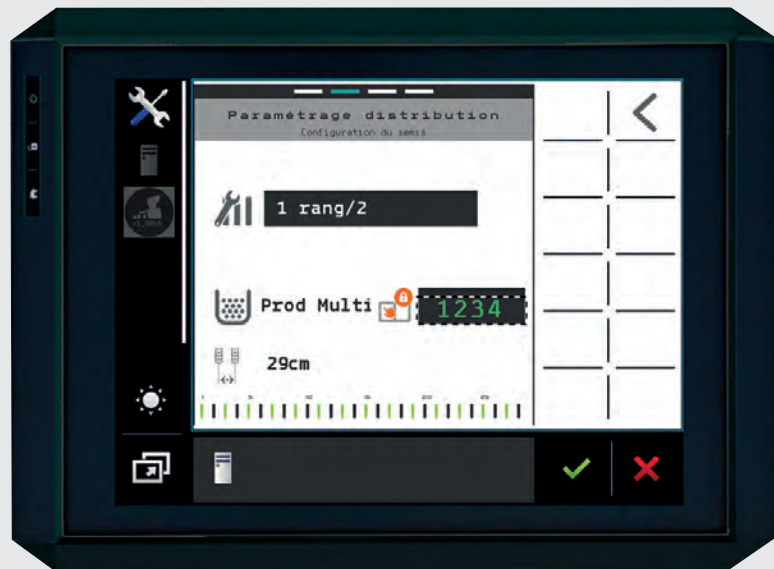 Paramétrage distribution
Configuration du semis
1 rang/2
Prod Multi 1234
29cm